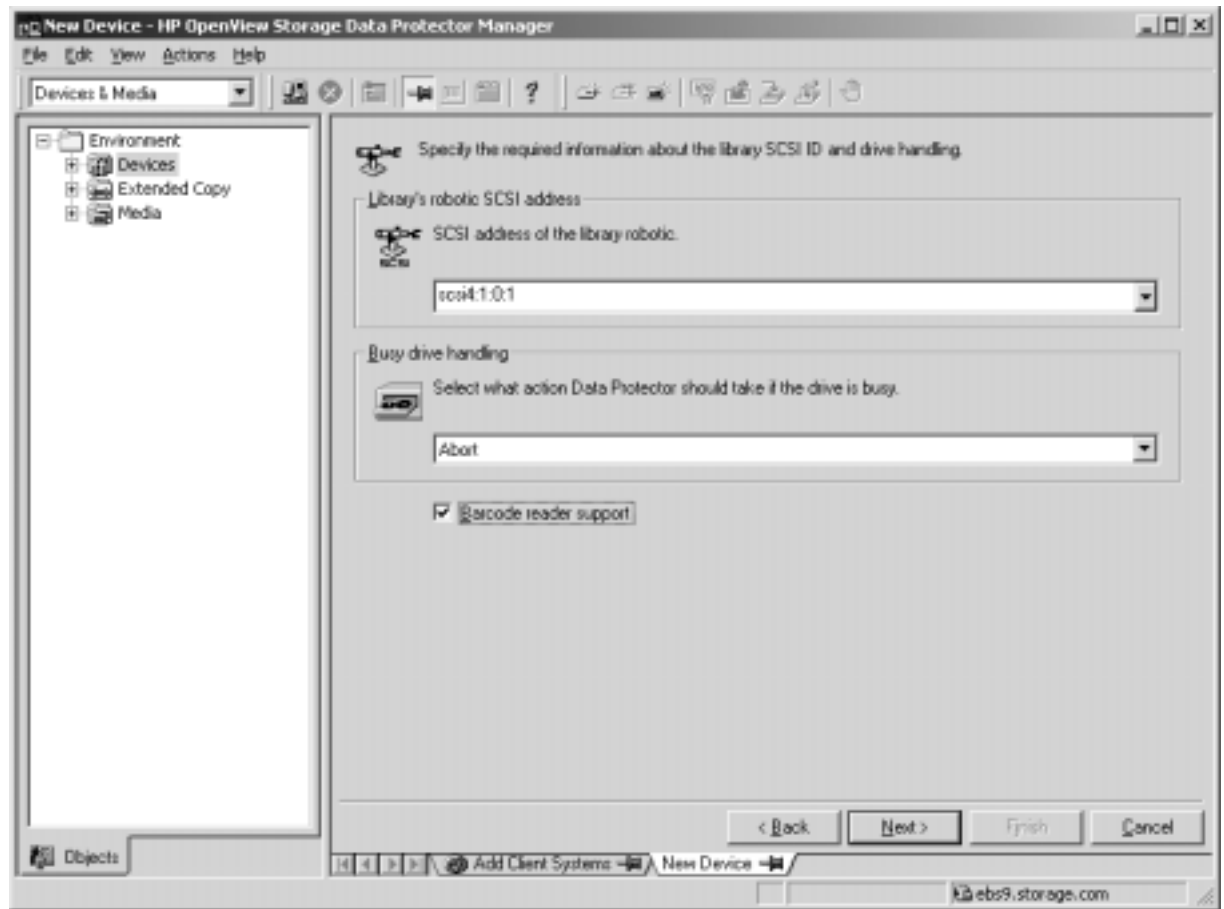 New Device - HP OpenView Storage Data Protector Manager
File Edit View Actions Help
Devices & Media
Environment
Devices
Extended Copy
Media
Specify the required information about the library SCSI ID and drive handling.
Library's robotic SCSI address
SCSI address of the library robotic.
SCSI
scsi4:1:0:1
Busy drive handling
Select what action Data Protector should take if the drive is busy.
Abort
Barcode reader support
< Back Next > Finish Cancel
Objects
Add Client Systems New Device
ebs9.storage.com